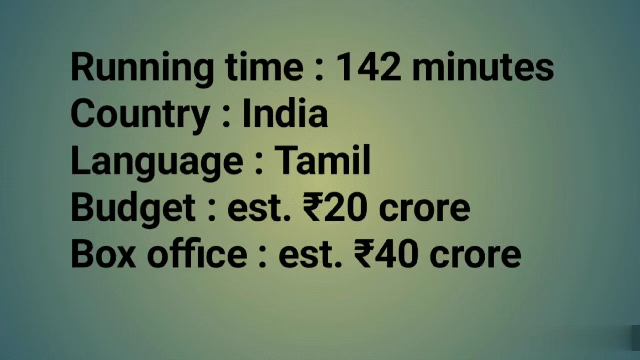 Running time : 142 minutes
Country : India
Language : Tamil
Budget : est. ₹20 crore
Box office : est. ₹40 crore